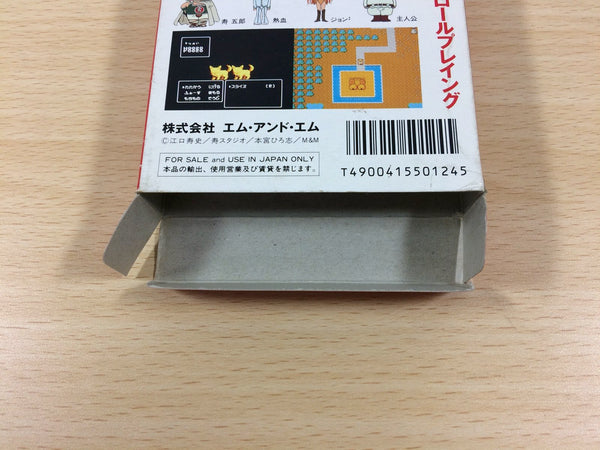 寿五郎 熱血 ジョン 主人公
ロールプレイング
株式会社 エム・アンド・エム
©江口寿史／寿スタジオ／本宮ひろ志／M&M
FOR SALE and USE IN JAPAN ONLY
本品の輸出、使用営業及び賃貸を禁じます。
T4900415501245